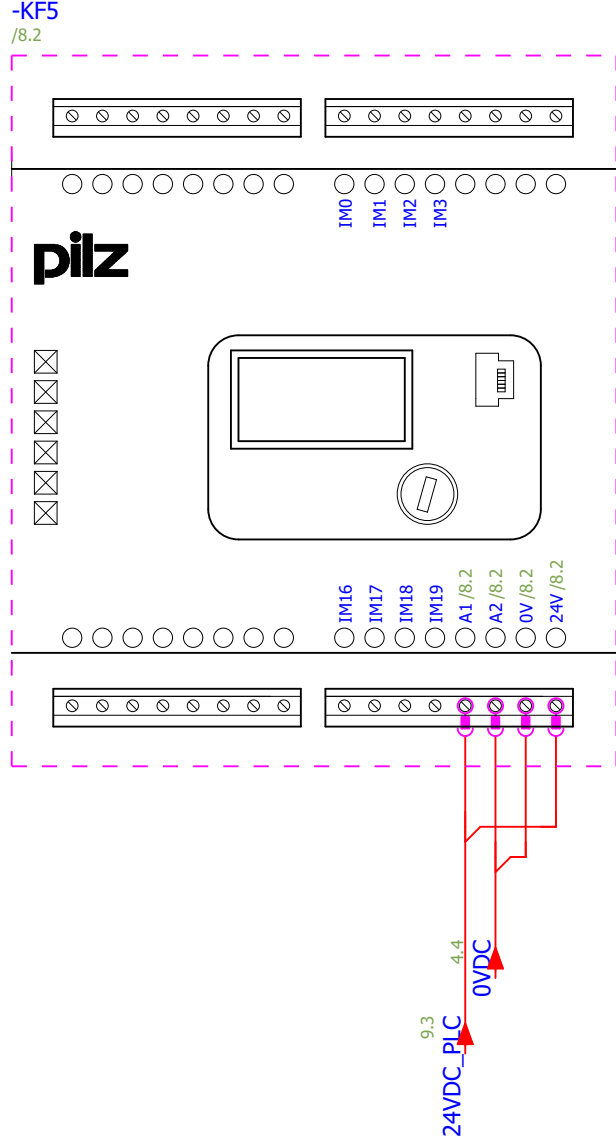 -KF5
/8.2
IM0
IM1
IM2
IM3
pilz
IM16
IM17
IM18
IM19
A1 /8.2
A2 /8.2
0V /8.2
24V /8.2
4.4
0VDC
9.3
24VDC_PLC